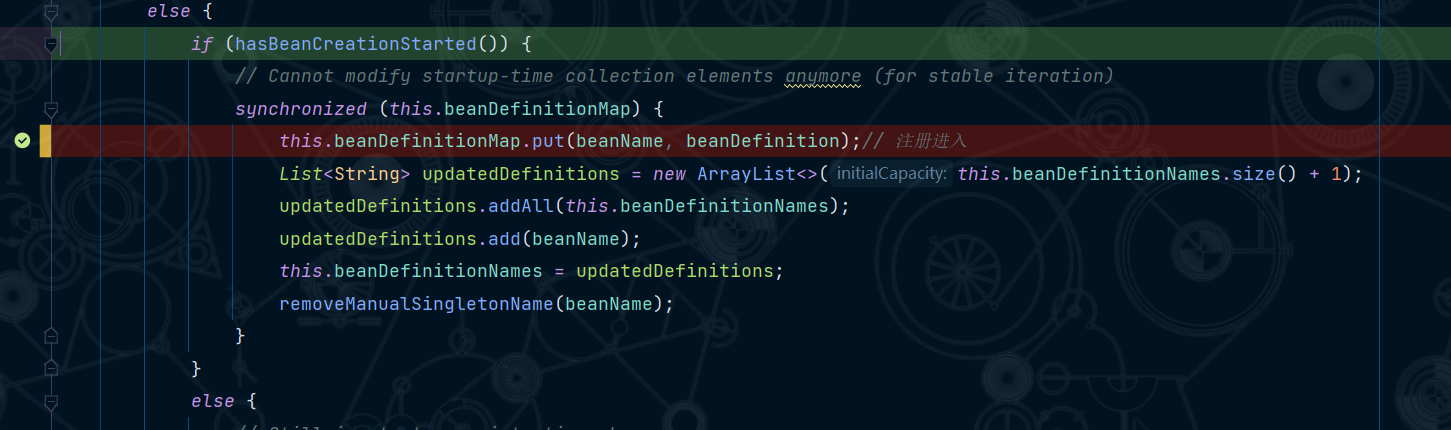 else {
if (hasBeanCreationStarted()) {
// Cannot modify startup-time collection elements anymore (for stable iteration)
synchronized (this.beanDefinitionMap) {
this.beanDefinitionMap.put(beanName, beanDefinition);// 注册进入
List<String> updatedDefinitions = new ArrayList<>( initialCapacity: this.beanDefinitionNames.size() + 1);
updatedDefinitions.addAll(this.beanDefinitionNames);
updatedDefinitions.add(beanName);
this.beanDefinitionNames = updatedDefinitions;
removeManualSingletonName(beanName);
}
}
else {